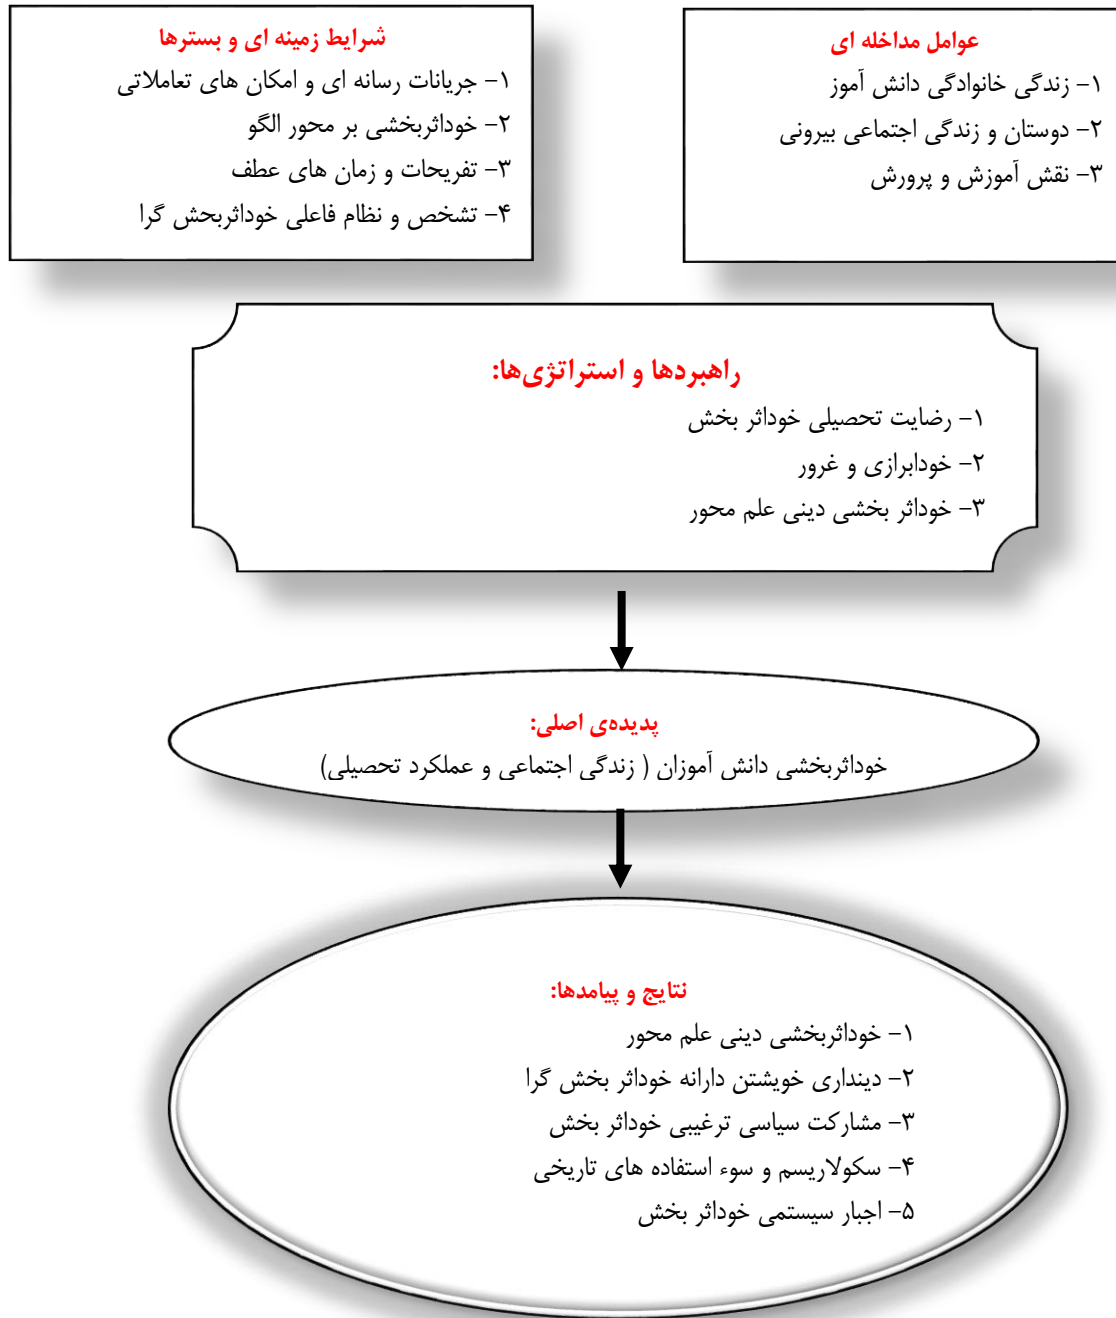 عوامل مداخله ای
۱- زندگی خانوادگی دانش آموز
۲- دوستان و زندگی اجتماعی بیرونی
۳- نقش آموزش و پرورش
شرایط زمینه ای و بسترها
۱- جریانات رسانه ای و امکان های تعاملاتی
۲- خوداثربخشی بر محور الگو
۳- تفریحات و زمان های عطف
۴- تشخص و نظام فاعلی خوداثربحش گرا
راهبردها و استراتژی‌ها:
۱- رضایت تحصیلی خوداثر بخش
۲- خودابرازی و غرور
۳- خوداثر بخشی دینی علم محور
پدیده‌ی اصلی:
خوداثربخشی دانش آموزان ( زندگی اجتماعی و عملکرد تحصیلی)
نتایج و پیامدها:
۱- خوداثربخشی دینی علم محور
۲- دینداری خویشتن دارانه خوداثر بخش گرا
۳- مشارکت سیاسی ترغیبی خوداثر بخش
۴- سکولاریسم و سوء استفاده های تاریخی
۵- اجبار سیستمی خوداثر بخش